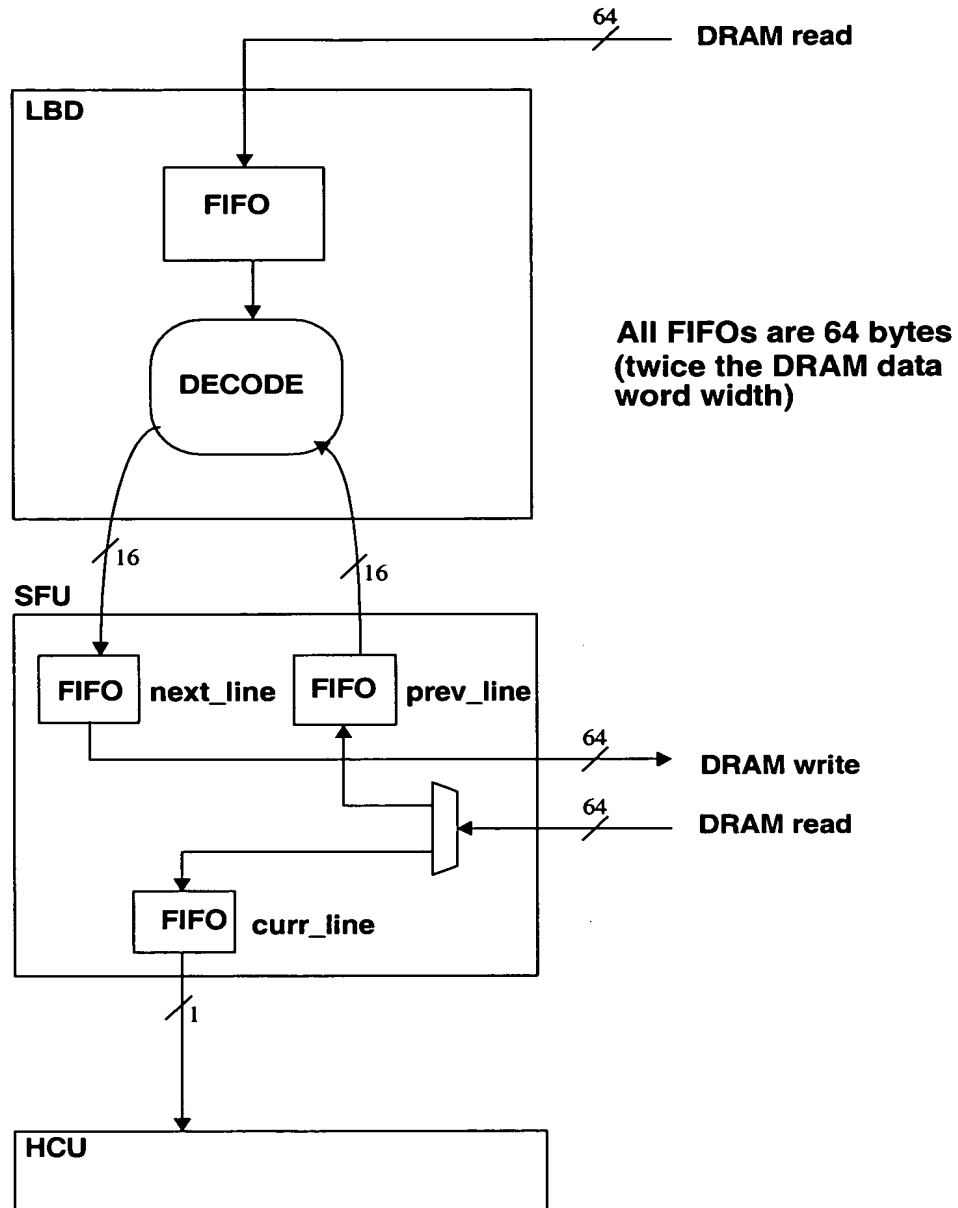 64
DRAM read
LBD
FIFO
DECODE
All FIFOs are 64 bytes
(twice the DRAM data
word width)
16
16
SFU
FIFO next_line
FIFO prev_line
64
DRAM write
64
DRAM read
FIFO curr_line
1
HCU